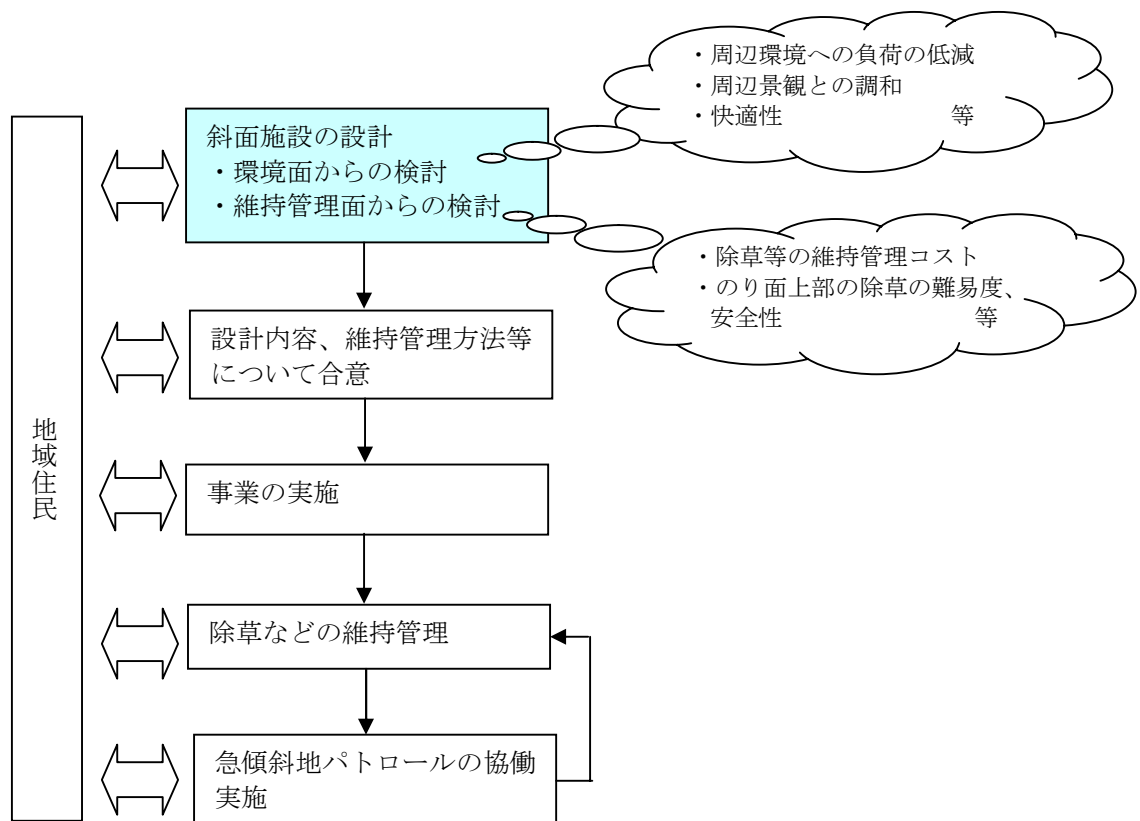 ・周辺環境への負荷の低減
・周辺景観との調和
・快適性 等
斜面施設の設計
・環境面からの検討
・維持管理面からの検討
・除草等の維持管理コスト
・のり面上部の除草の難易度、
安全性 等
設計内容、維持管理方法等
について合意
地域住民
事業の実施
除草などの維持管理
急傾斜地パトロールの協働
実施